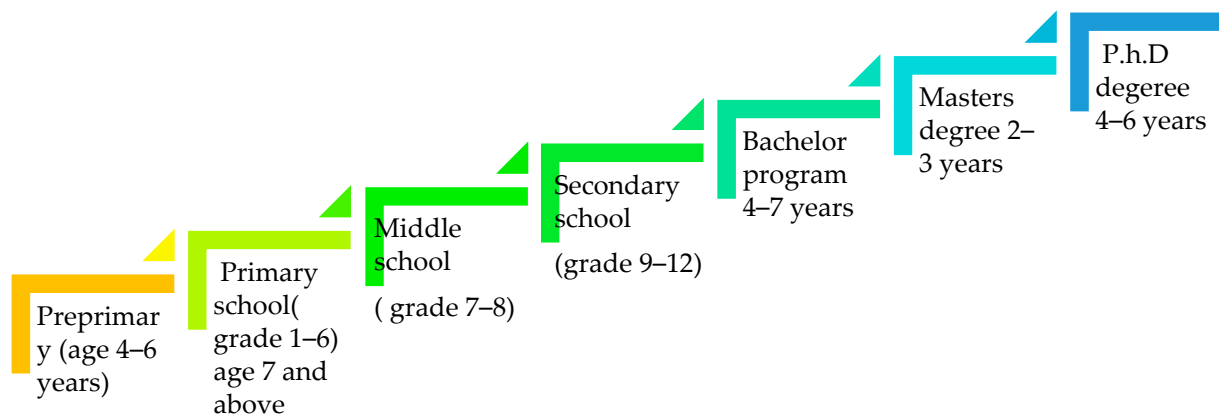 Preprimar
y (age 4–6
years)
Primary
school(
grade 1–6)
age 7 and
above
Middle
school
( grade 7–8)
Secondary
school
(grade 9–12)
Bachelor
program
4–7 years
Masters
degree 2–
3 years
P.h.D
degeree
4–6 years